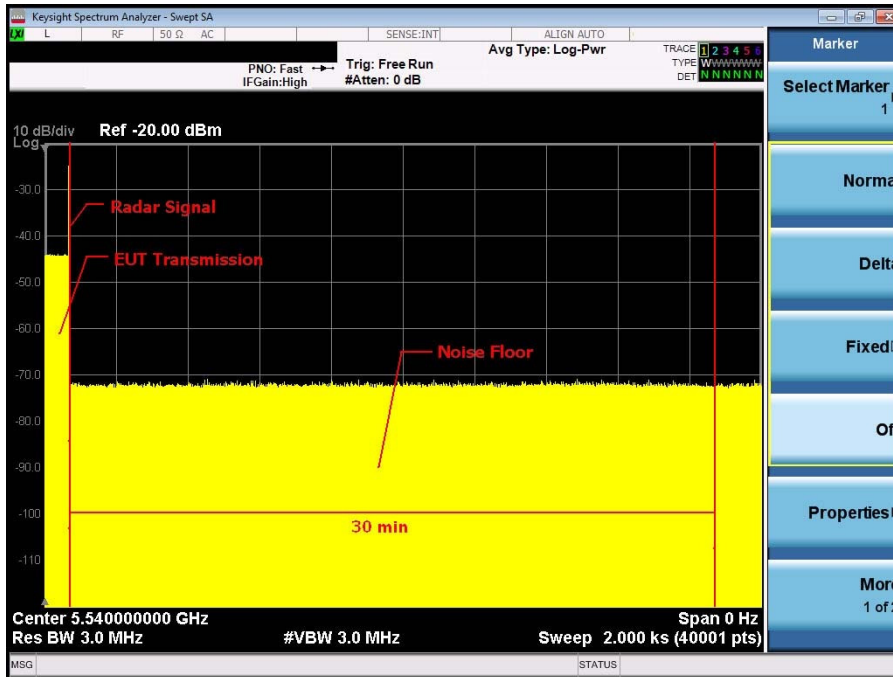 Keysight Spectrum Analyzer - Swept SA
LXI L RF 50 Ω AC SENSE:INT ALIGN AUTO
PNO: Fast
IFGain:High
Trig: Free Run
#Atten: 0 dB
Avg Type: Log-Pwr
TRACE 1 2 3 4 5 6
TYPE WWWWWW
DET N N N N N N
10 dB/div
Log
Ref -20.00 dBm
-30.0
-40.0
-50.0
-60.0
-70.0
-80.0
-90.0
-100
-110
Radar Signal
EUT Transmission
Noise Floor
30 min
Center 5.540000000 GHz
Span 0 Hz
Res BW 3.0 MHz
#VBW 3.0 MHz
Sweep 2.000 ks (40001 pts)
MSG
STATUS
Marker
Select Marker
1
Norma
Delta
Fixed
Of
Properties
More
1 of